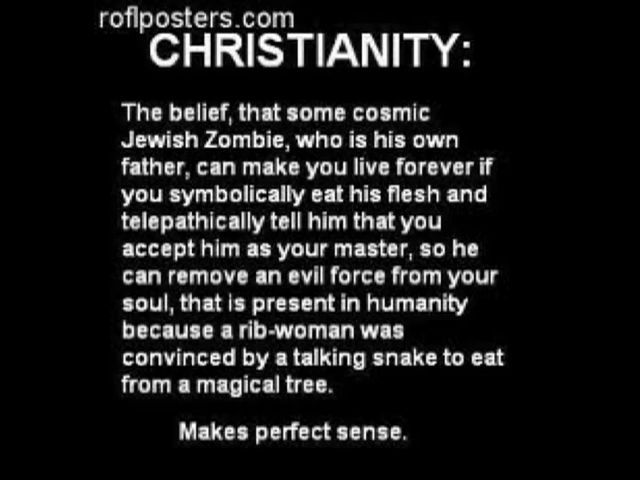 roflposters.com
CHRISTIANITY:
The belief, that some cosmic
Jewish Zombie, who is his own
father, can make you live forever if
you symbolically eat his flesh and
telepathically tell him that you
accept him as your master, so he
can remove an evil force from your
soul, that is present in humanity
because a rib-woman was
convinced by a talking snake to eat
from a magical tree.
Makes perfect sense.